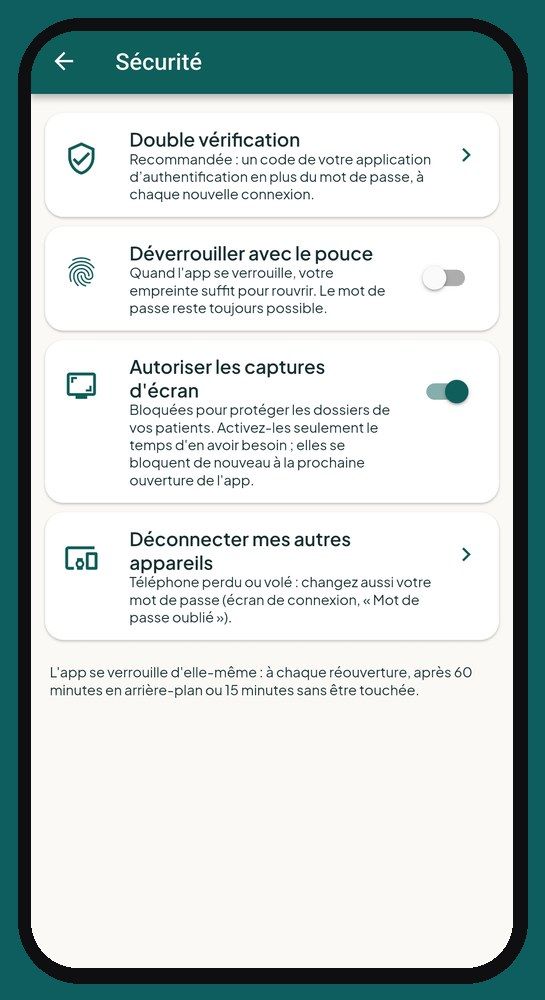 Sécurité
Double vérification
Recommandée : un code de votre application
d'authentification en plus du mot de passe, à
chaque nouvelle connexion.
Déverrouiller avec le pouce
Quand l'app se verrouille, votre
empreinte suffit pour rouvrir. Le mot de
passe reste toujours possible.
Autoriser les captures
d'écran
Bloquées pour protéger les dossiers de
vos patients. Activez-les seulement le
temps d'en avoir besoin ; elles se
bloquent de nouveau à la prochaine
ouverture de l'app.
Déconnecter mes autres
appareils
Téléphone perdu ou volé : changez aussi votre
mot de passe (écran de connexion, « Mot de
passe oublié »).
L'app se verrouille d'elle-même : à chaque réouverture, après 60
minutes en arrière-plan ou 15 minutes sans être touchée.